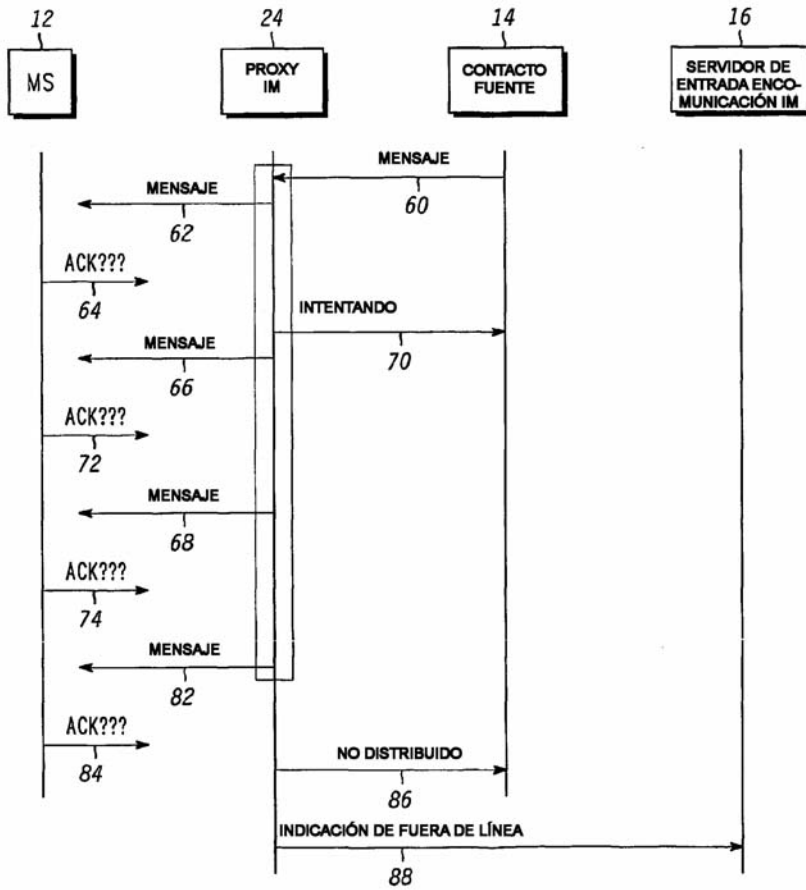 12
24
14
16
MS
PROXY
IM
CONTACTO
FUENTE
SERVIDOR DE
ENTRADA ENCO-
MUNICACIÓN IM
MENSAJE
60
MENSAJE
62
ACK???
64
INTENTANDO
70
MENSAJE
66
ACK???
72
MENSAJE
68
ACK???
74
MENSAJE
82
ACK???
84
NO DISTRIBUIDO
86
INDICACIÓN DE FUERA DE LÍNEA
88